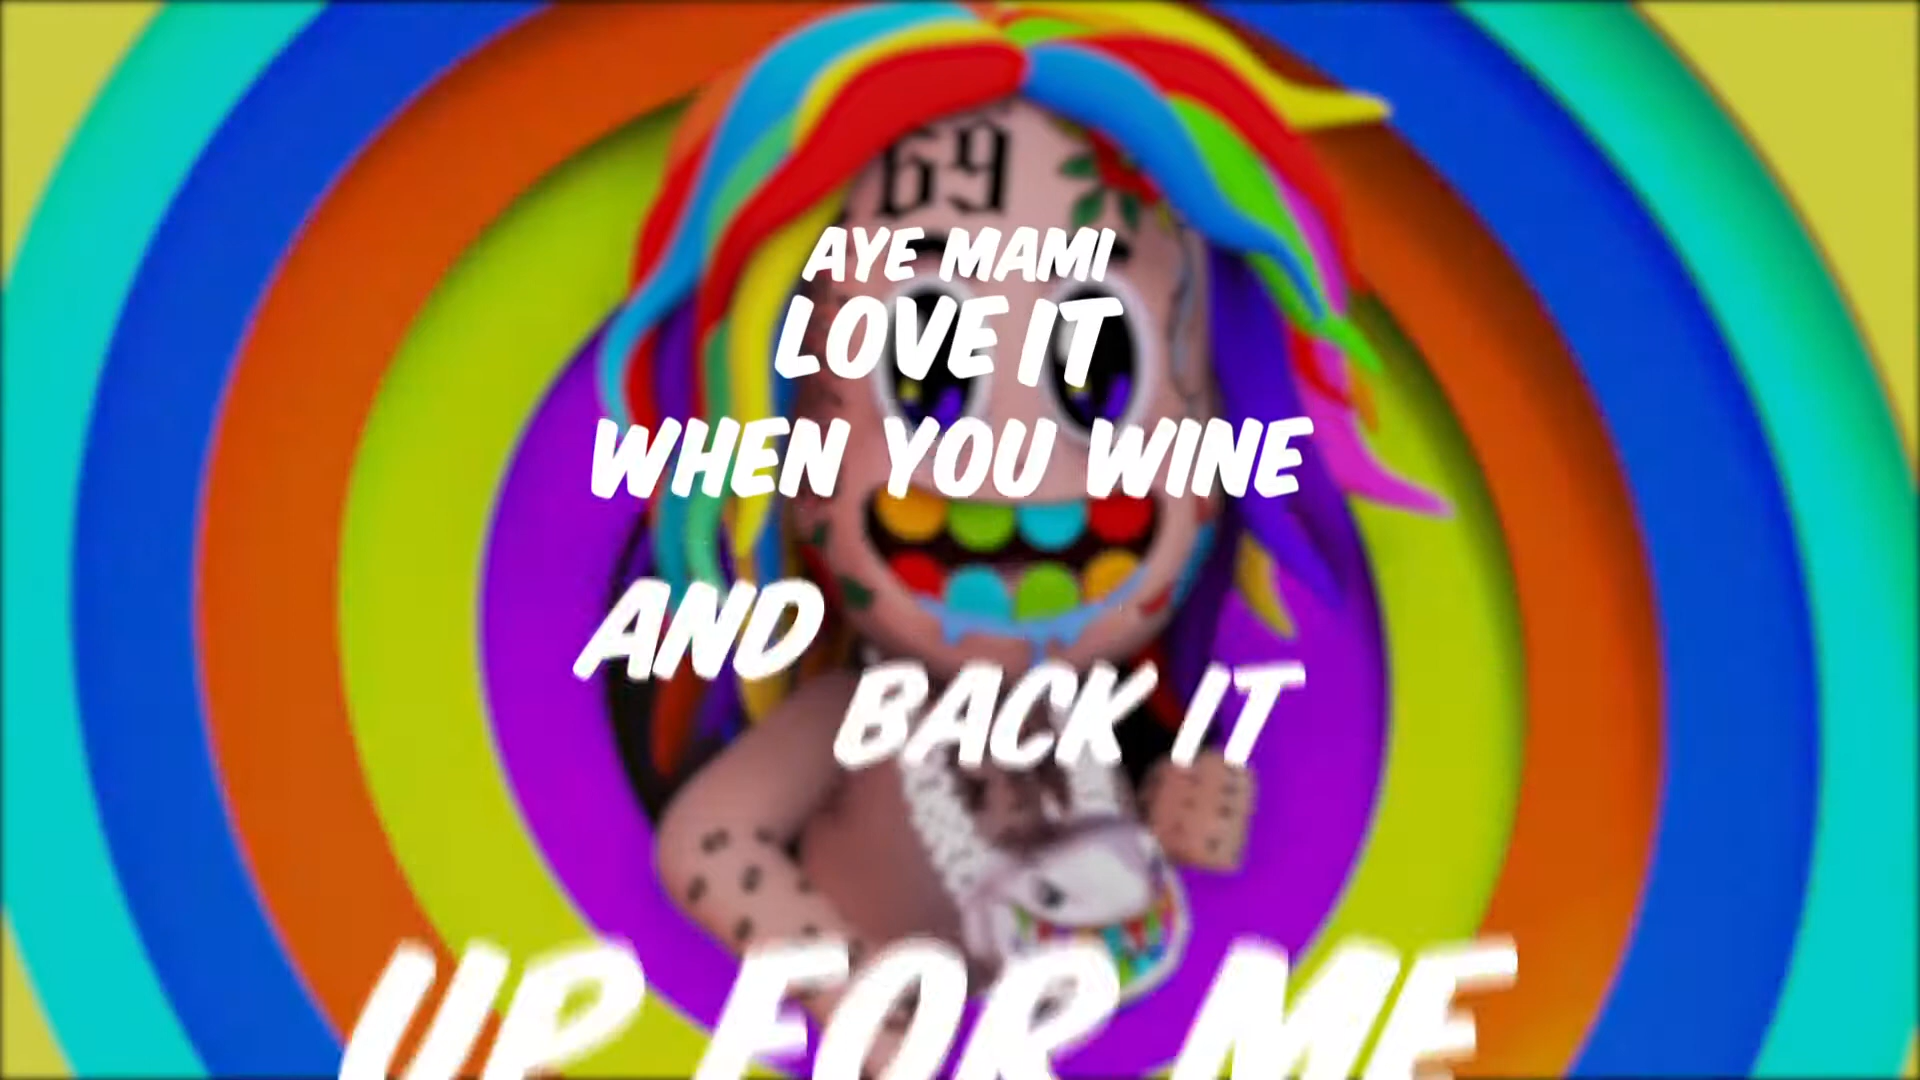 69
AYE MAMI
LOVE IT
WHEN YOU WINE
AND
BACK IT
UP FOR ME